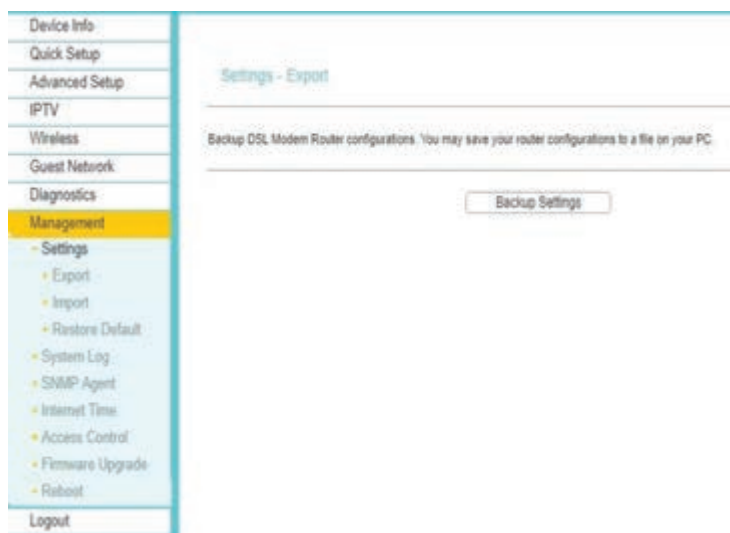 Device Info
Quick Setup
Advanced Setup
IPTV
Wireless
Guest Network
Diagnostics
Management
Settings
Export
Import
Restore Default
System Log
SNMP Agent
Internet Time
Access Control
Firmware Upgrade
Reboot
Logout
Settings - Export
Backup DSL Modem Router configurations. You may save your router configurations to a file on your PC.
Backup Settings